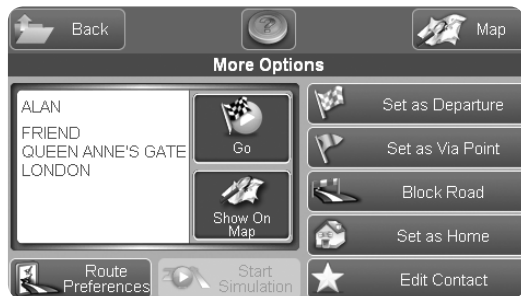 Back
Map
More Options
ALAN
FRIEND
QUEEN ANNE'S GATE
LONDON
Go
Show On
Map
Set as Departure
Set as Via Point
Block Road
Set as Home
Route
Preferences
Start
Simulation
Edit Contact